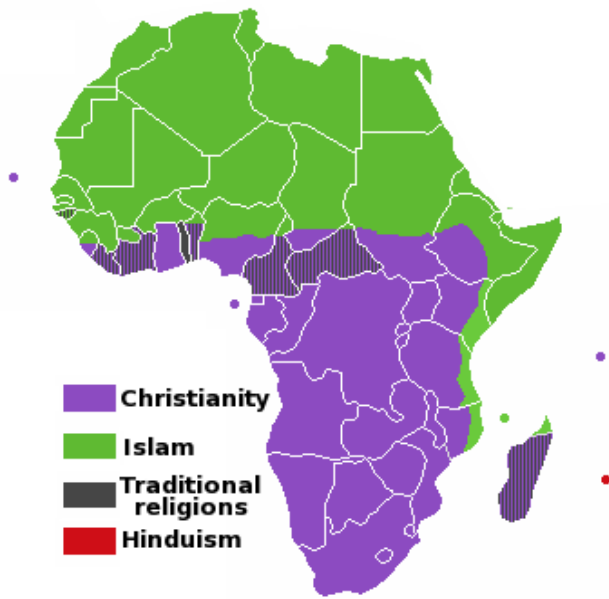 Christianity
Islam
Traditional
religions
Hinduism